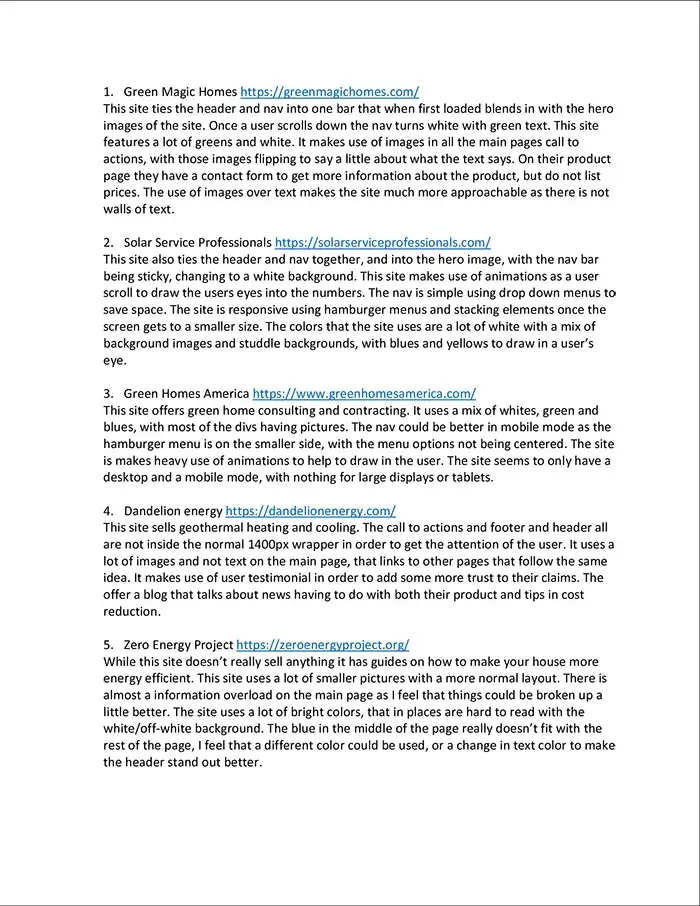 1. Green Magic Homes https://greenmagichomes.com/
This site ties the header and nav into one bar that when first loaded blends in with the hero
images of the site. Once a user scrolls down the nav turns white with green text. This site
features a lot of greens and white. It makes use of images in all the main pages call to
actions, with those images flipping to say a little about what the text says. On their product
page they have a contact form to get more information about the product, but do not list
prices. The use of images over text makes the site much more approachable as there is not
walls of text.
2. Solar Service Professionals https://solarserviceprofessionals.com/
This site also ties the header and nav together, and into the hero image, with the nav bar
being sticky, changing to a white background. This site makes use of animations as a user
scroll to draw the users eyes into the numbers. The nav is simple using drop down menus to
save space. The site is responsive using hamburger menus and stacking elements once the
screen gets to a smaller size. The colors that the site uses are a lot of white with a mix of
background images and studdle backgrounds, with blues and yellows to draw in a user’s
eye.
3. Green Homes America https://www.greenhomesamerica.com/
This site offers green home consulting and contracting. It uses a mix of whites, green and
blues, with most of the divs having pictures. The nav could be better in mobile mode as the
hamburger menu is on the smaller side, with the menu options not being centered. The site
is makes heavy use of animations to help to draw in the user. The site seems to only have a
desktop and a mobile mode, with nothing for large displays or tablets.
4. Dandelion energy https://dandelionenergy.com/
This site sells geothermal heating and cooling. The call to actions and footer and header all
are not inside the normal 1400px wrapper in order to get the attention of the user. It uses a
lot of images and not text on the main page, that links to other pages that follow the same
idea. It makes use of user testimonial in order to add some more trust to their claims. The
offer a blog that talks about news having to do with both their product and tips in cost
reduction.
5. Zero Energy Project https://zeroenergyproject.org/
While this site doesn’t really sell anything it has guides on how to make your house more
energy efficient. This site uses a lot of smaller pictures with a more normal layout. There is
almost a information overload on the main page as I feel that things could be broken up a
little better. The site uses a lot of bright colors, that in places are hard to read with the
white/off-white background. The blue in the middle of the page really doesn’t fit with the
rest of the page, I feel that a different color could be used, or a change in text color to make
the header stand out better.